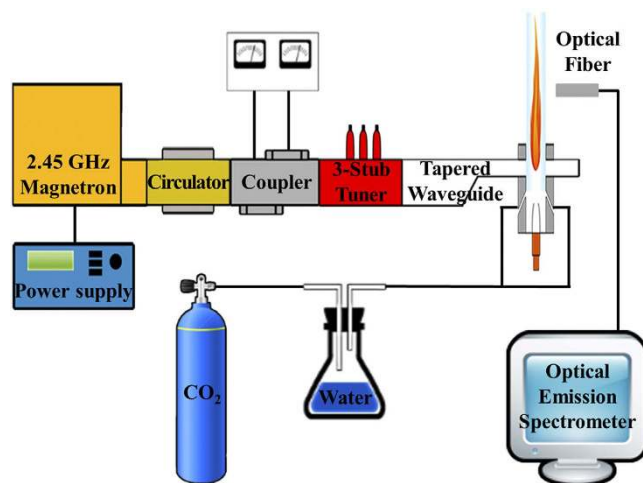 Optical
Fiber
2.45 GHz
Magnetron
Circulator
Coupler
3-Stub
Tuner
Tapered
Waveguide
Power supply
CO₂
Water
Optical
Emission
Spectrometer